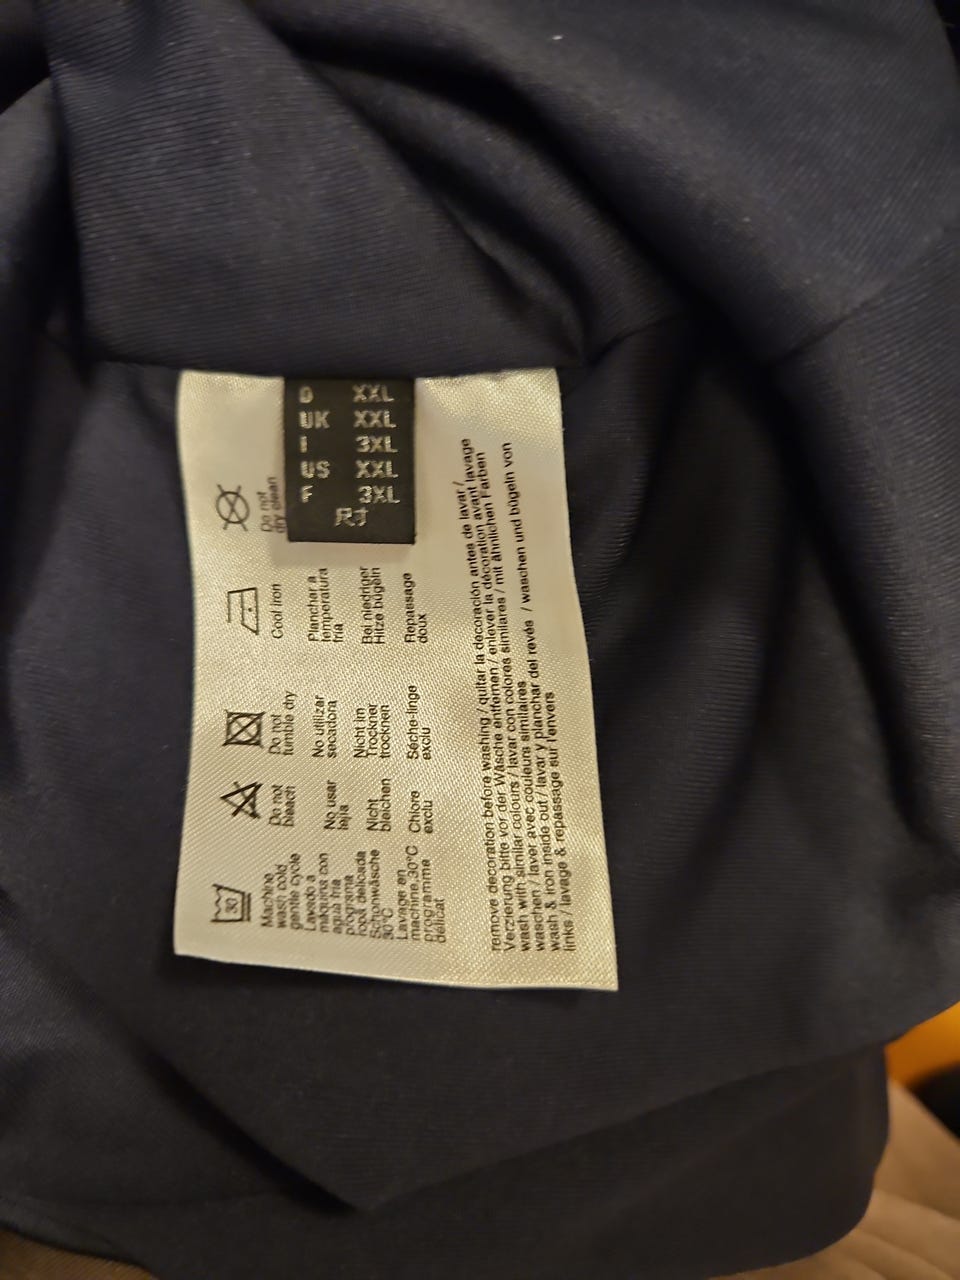 D XXL
UK XXL
I 3XL
US XXL
F 3XL
尺寸
30
Machine
wash cold
gentle cycle
Lavado a
máquina con
agua fría
programa
ropa delicada
Schonwäsche
30°C
Lavage en
machine,30°C
programme
délicat
Do not
bleach
No usar
lejía
Nicht
bleichen
Chlore
exclu
Do not
tumble dry
No utilizar
secadora
Nicht im
Trockner
trocknen
Séche-linge
exclu
Cool iron
Planchar a
temperatura
fría
Bei niedriger
Hitze bügeln
Repassage
doux
Do not
dry clean
remove decoration before washing / quitar la decoración antes de lavar /
Verzierung bitte vor der Wäsche entfernen / enlever la décoration avant lavage
wash with similar colours / lavar con colores similares / mit ähnlichen Farben
waschen / laver avec couleurs similaires
wash & iron inside out / lavar y planchar del revés / waschen und bügeln von
links / lavage & repassage sur l'envers